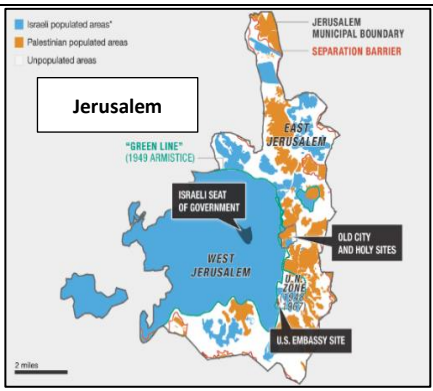 Israeli populated areas*
Palestinian populated areas
Unpopulated areas
JERUSALEM
MUNICIPAL BOUNDARY
SEPARATION BARRIER
Jerusalem
EAST
JERUSALEM
"GREEN LINE"
(1949 ARMISTICE)
ISRAELI SEAT
OF GOVERNMENT
OLD CITY
AND HOLY SITES
WEST
JERUSALEM
U.N.
ZONE
1967
U.S. EMBASSY SITE
2 miles